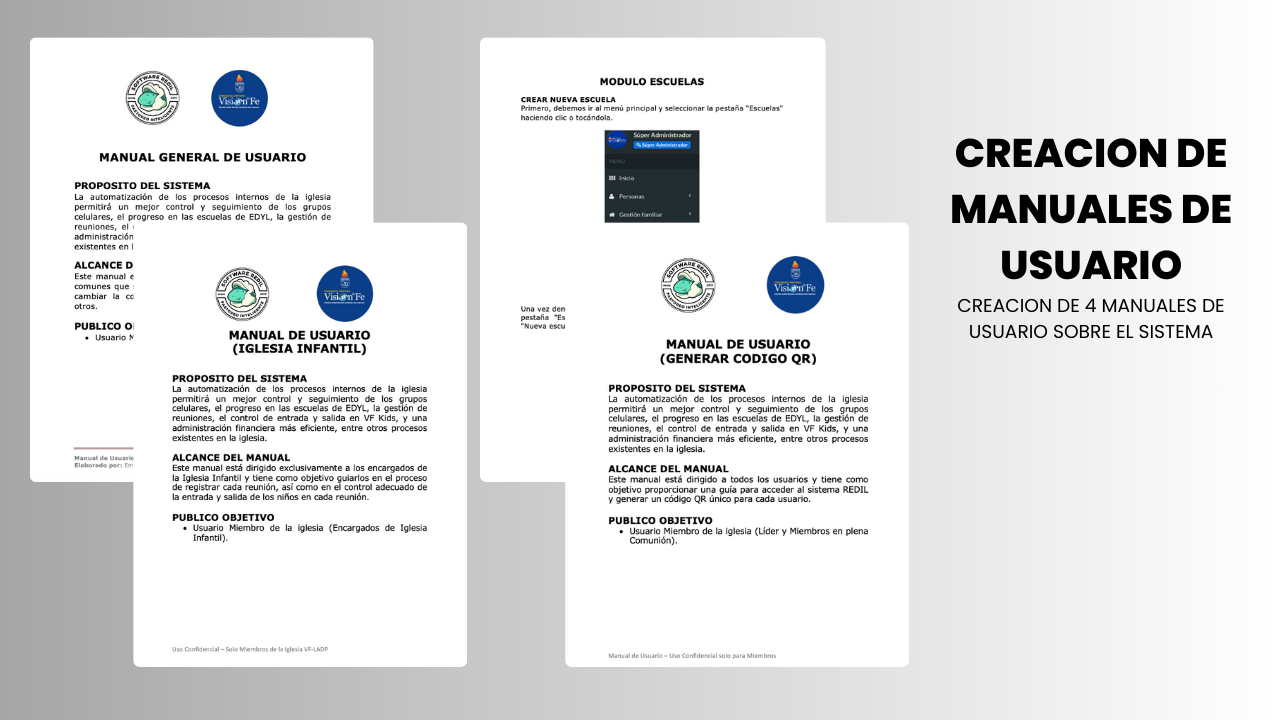 SOFTWARE REDIL
PASTOREO INTELIGENTE
Visión Fe
MANUAL GENERAL DE USUARIO
PROPOSITO DEL SISTEMA
La automatización de los procesos internos de la iglesia
permitirá un mejor control y seguimiento de los grupos
celulares, el progreso en las escuelas de EDYL, la gestión de
reuniones, el
administración
existentes en l
ALCANCE D
Este manual e
comunes que
cambiar la co
otros.
PUBLICO O
• Usuario M
Manual de Usuario
Elaborado por: Em
SOFTWARE REDIL
PASTOREO INTELIGENTE
Visión Fe
MANUAL DE USUARIO
(IGLESIA INFANTIL)
PROPOSITO DEL SISTEMA
La automatización de los procesos internos de la iglesia
permitirá un mejor control y seguimiento de los grupos
celulares, el progreso en las escuelas de EDYL, la gestión de
reuniones, el control de entrada y salida en VF Kids, y una
administración financiera más eficiente, entre otros procesos
existentes en la iglesia.
ALCANCE DEL MANUAL
Este manual está dirigido exclusivamente a los encargados de
la Iglesia Infantil y tiene como objetivo guiarlos en el proceso
de registrar cada reunión, así como en el control adecuado de
la entrada y salida de los niños en cada reunión.
PUBLICO OBJETIVO
• Usuario Miembro de la iglesia (Encargados de Iglesia
Infantil).
Uso Confidencial – Solo Miembros de la Iglesia VF-LADP
MODULO ESCUELAS
CREAR NUEVA ESCUELA
Primero, debemos ir al menú principal y seleccionar la pestaña "Escuelas"
haciendo clic o tocándola.
Súper Administrador
Súper Administrador
MENÚ
Inicio
Personas
Gestión familiar
Una vez den
pestaña "Es
"Nueva escu
SOFTWARE REDIL
PASTOREO INTELIGENTE
Visión Fe
MANUAL DE USUARIO
(GENERAR CODIGO QR)
PROPOSITO DEL SISTEMA
La automatización de los procesos internos de la iglesia
permitirá un mejor control y seguimiento de los grupos
celulares, el progreso en las escuelas de EDYL, la gestión de
reuniones, el control de entrada y salida en VF Kids, y una
administración financiera más eficiente, entre otros procesos
existentes en la iglesia.
ALCANCE DEL MANUAL
Este manual está dirigido a todos los usuarios y tiene como
objetivo proporcionar una guía para acceder al sistema REDIL
y generar un código QR único para cada usuario.
PUBLICO OBJETIVO
• Usuario Miembro de la iglesia (Líder y Miembros en plena
Comunión).
Manual de Usuario – Uso Confidencial solo para Miembros
CREACION DE
MANUALES DE
USUARIO
CREACION DE 4 MANUALES DE
USUARIO SOBRE EL SISTEMA